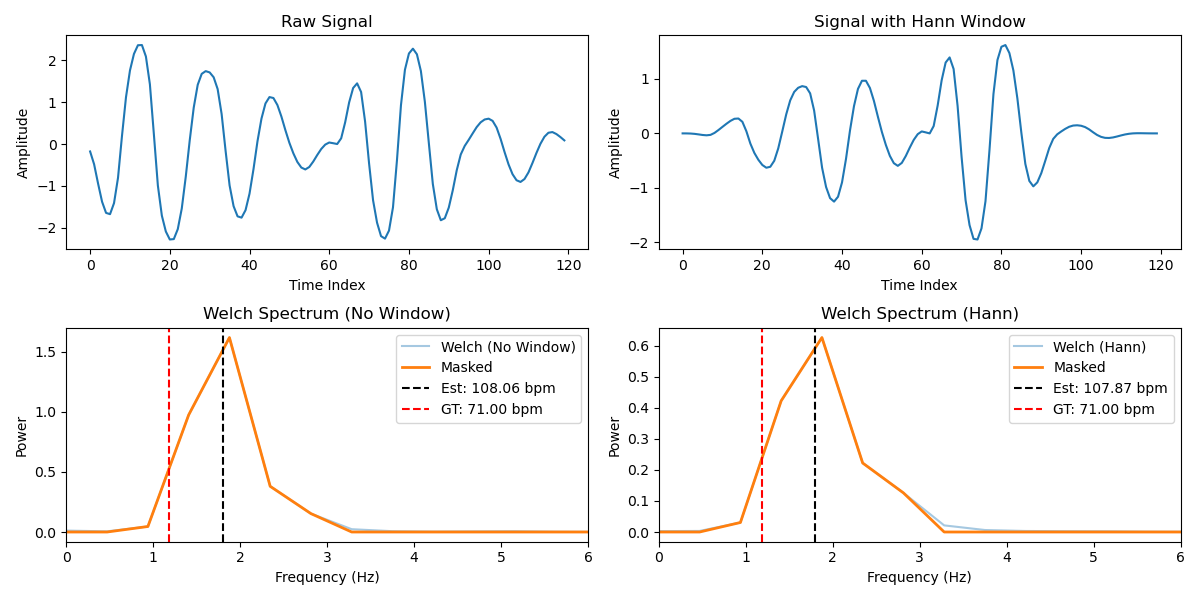 Raw Signal
Amplitude
2
1
0
−1
−2
0 20 40 60 80 100 120
Time Index
Signal with Hann Window
Amplitude
1
0
−1
−2
0 20 40 60 80 100 120
Time Index
Welch Spectrum (No Window)
Power
1.5
1.0
0.5
0.0
0 1 2 3 4 5 6
Frequency (Hz)
Welch (No Window)
Masked
Est: 108.06 bpm
GT: 71.00 bpm
Welch Spectrum (Hann)
Power
0.6
0.5
0.4
0.3
0.2
0.1
0.0
0 1 2 3 4 5 6
Frequency (Hz)
Welch (Hann)
Masked
Est: 107.87 bpm
GT: 71.00 bpm